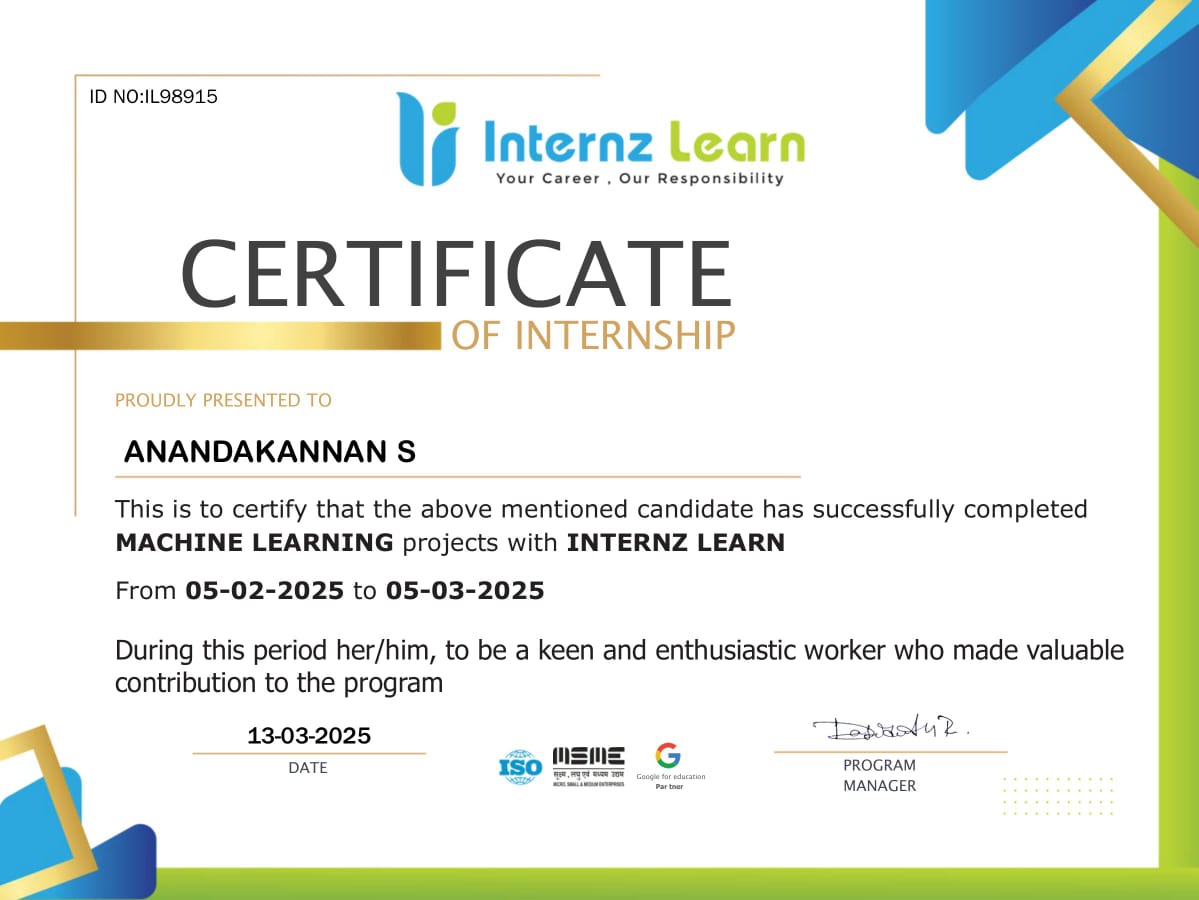 ID NO:IL98915
Internz Learn
Your Career , Our Responsibility
CERTIFICATE
OF INTERNSHIP
PROUDLY PRESENTED TO
ANANDAKANNAN S
This is to certify that the above mentioned candidate has successfully completed
MACHINE LEARNING projects with INTERNZ LEARN
From 05-02-2025 to 05-03-2025
During this period her/him, to be a keen and enthusiastic worker who made valuable
contribution to the program
13-03-2025
DATE
ISO
MSME
सूक्ष्म, लघु एवं मध्यम उद्यम
MICRO, SMALL & MEDIUM ENTERPRISES
G
Google for education
Partner
PROGRAM
MANAGER